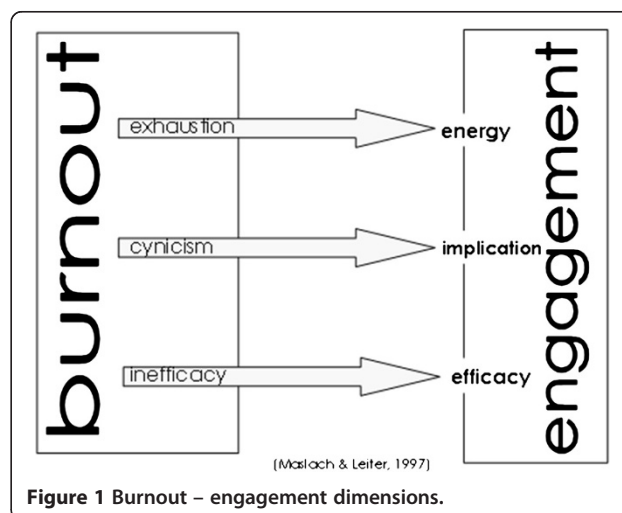 burnout
exhaustion
energy
cynicism
implication
inefficacy
efficacy
engagement
(Maslach & Leiter, 1997)
Figure 1 Burnout – engagement dimensions.